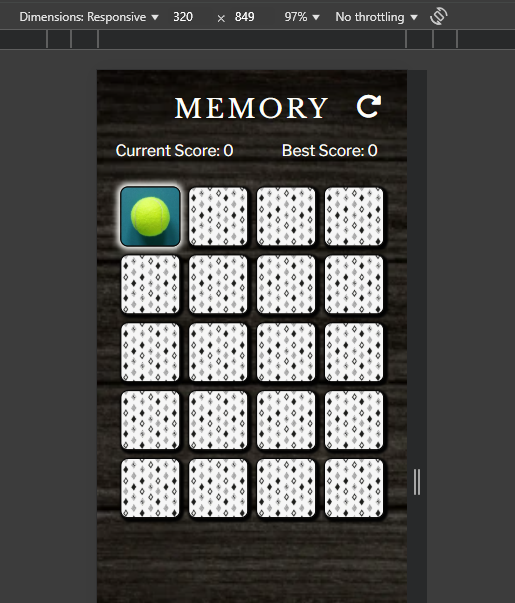 Dimensions: Responsive 320 × 849 97% No throttling
MEMORY
Current Score: 0 Best Score: 0